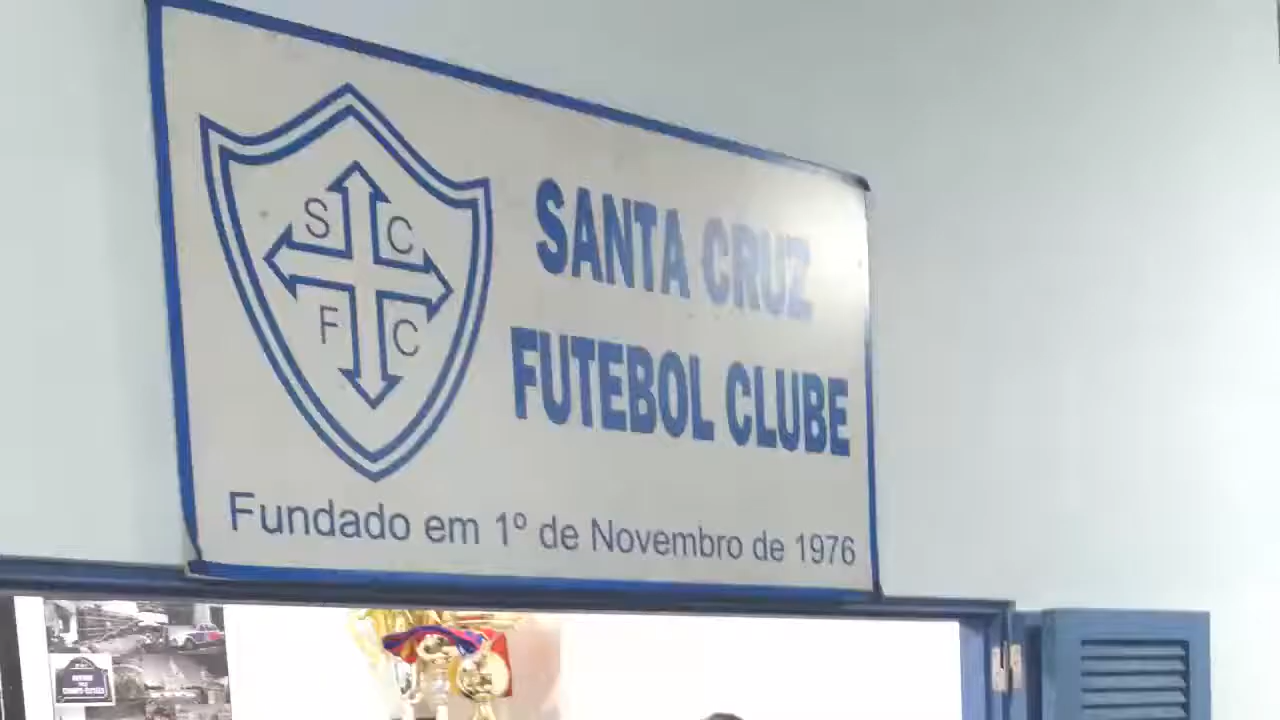 S C
F C
SANTA CRUZ
FUTEBOL CLUBE
Fundado em 1º de Novembro de 1976